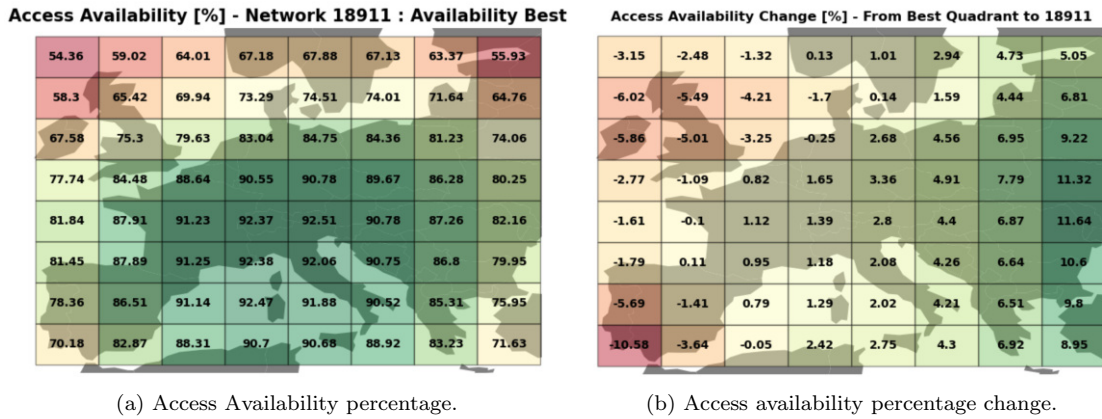 Access Availability [%] - Network 18911 : Availability Best
54.36 59.02 64.01 67.18 67.88 67.13 63.37 55.93
58.3 65.42 69.94 73.29 74.51 74.01 71.64 64.76
67.58 75.3 79.63 83.04 84.75 84.36 81.23 74.06
77.74 84.48 88.64 90.55 90.78 89.67 86.28 80.25
81.84 87.91 91.23 92.37 92.51 90.78 87.26 82.16
81.45 87.89 91.25 92.38 92.06 90.75 86.8 79.95
78.36 86.51 91.14 92.47 91.88 90.52 85.31 75.95
70.18 82.87 88.31 90.7 90.68 88.92 83.23 71.63
(a) Access Availability percentage.
Access Availability Change [%] - From Best Quadrant to 18911
-3.15 -2.48 -1.32 0.13 1.01 2.94 4.73 5.05
-6.02 -5.49 -4.21 -1.7 0.14 1.59 4.44 6.81
-5.86 -5.01 -3.25 -0.25 2.68 4.56 6.95 9.22
-2.77 -1.09 0.82 1.65 3.36 4.91 7.79 11.32
-1.61 -0.1 1.12 1.39 2.8 4.4 6.87 11.64
-1.79 0.11 0.95 1.18 2.08 4.26 6.64 10.6
-5.69 -1.41 0.79 1.29 2.02 4.21 6.51 9.8
-10.58 -3.64 -0.05 2.42 2.75 4.3 6.92 8.95
(b) Access availability percentage change.